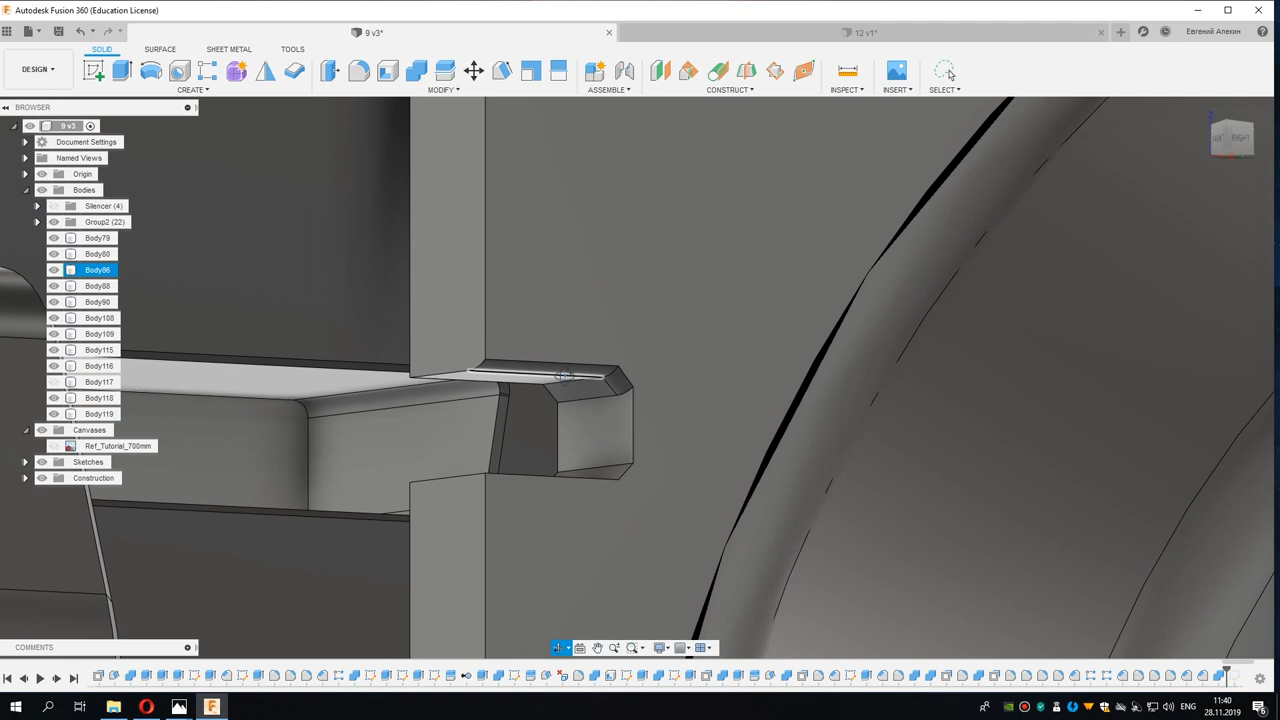 Autodesk Fusion 360 (Education License)
9 v3*
12 v1*
Евгений Апекин
SOLID
SURFACE
SHEET METAL
TOOLS
DESIGN
CREATE
MODIFY
ASSEMBLE
CONSTRUCT
INSPECT
INSERT
SELECT
BROWSER
9 v3
Document Settings
Named Views
Origin
Bodies
Silencer (4)
Group2 (22)
Body79
Body80
Body86
Body88
Body90
Body108
Body109
Body115
Body116
Body117
Body118
Body119
Canvases
Ref_Tutorial_700mm
Sketches
Construction
Z
RIGHT
COMMENTS
ENG
11:40
28.11.2019
6